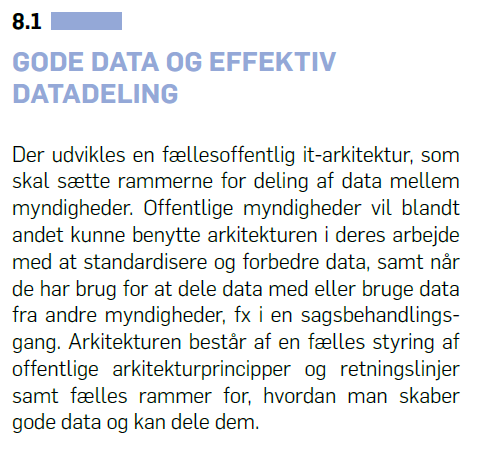 8.1
GODE DATA OG EFFEKTIV
DATADELING
Der udvikles en fællesoffentlig it-arkitektur, som
skal sætte rammerne for deling af data mellem
myndigheder. Offentlige myndigheder vil blandt
andet kunne benytte arkitekturen i deres arbejde
med at standardisere og forbedre data, samt når
de har brug for at dele data med eller bruge data
fra andre myndigheder, fx i en sagsbehandlings-
gang. Arkitekturen består af en fælles styring af
offentlige arkitekturprincipper og retningslinjer
samt fælles rammer for, hvordan man skaber
gode data og kan dele dem.